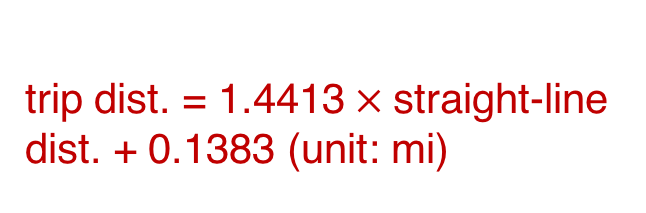 trip dist. = 1.4413 × straight-line
dist. + 0.1383 (unit: mi)